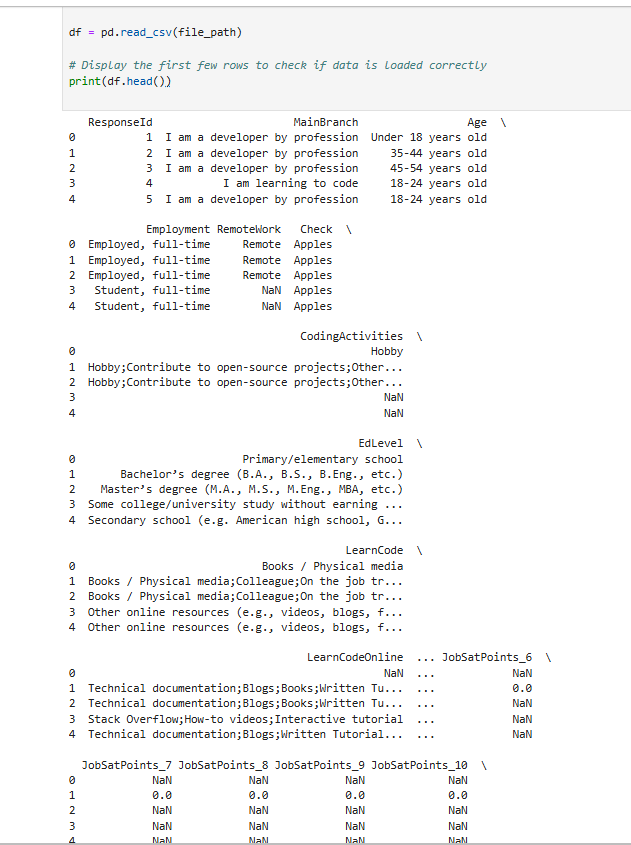 df = pd.read_csv(file_path)
# Display the first few rows to check if data is loaded correctly
print(df.head())
   ResponseId                      MainBranch                 Age  \
0           1  I am a developer by profession  Under 18 years old
1           2  I am a developer by profession     35-44 years old
2           3  I am a developer by profession     45-54 years old
3           4           I am learning to code     18-24 years old
4           5  I am a developer by profession     18-24 years old
            Employment RemoteWork   Check  \
0  Employed, full-time     Remote  Apples
1  Employed, full-time     Remote  Apples
2  Employed, full-time     Remote  Apples
3   Student, full-time        NaN  Apples
4   Student, full-time        NaN  Apples
                                    CodingActivities  \
0                                              Hobby
1  Hobby;Contribute to open-source projects;Other...
2  Hobby;Contribute to open-source projects;Other...
3                                                NaN
4                                                NaN
                                             EdLevel  \
0                          Primary/elementary school
1       Bachelor’s degree (B.A., B.S., B.Eng., etc.)
2    Master’s degree (M.A., M.S., M.Eng., MBA, etc.)
3  Some college/university study without earning ...
4  Secondary school (e.g. American high school, G...
                                           LearnCode  \
0                             Books / Physical media
1  Books / Physical media;Colleague;On the job tr...
2  Books / Physical media;Colleague;On the job tr...
3  Other online resources (e.g., videos, blogs, f...
4  Other online resources (e.g., videos, blogs, f...
                                     LearnCodeOnline  ... JobSatPoints_6  \
0                                                NaN  ...            NaN
1  Technical documentation;Blogs;Books;Written Tu...  ...            0.0
2  Technical documentation;Blogs;Books;Written Tu...  ...            NaN
3  Stack Overflow;How-to videos;Interactive tutorial  ...            NaN
4  Technical documentation;Blogs;Written Tutorial...  ...            NaN
  JobSatPoints_7 JobSatPoints_8 JobSatPoints_9 JobSatPoints_10  \
0            NaN            NaN            NaN             NaN
1            0.0            0.0            0.0             0.0
2            NaN            NaN            NaN             NaN
3            NaN            NaN            NaN             NaN
4            NaN            NaN            NaN             NaN